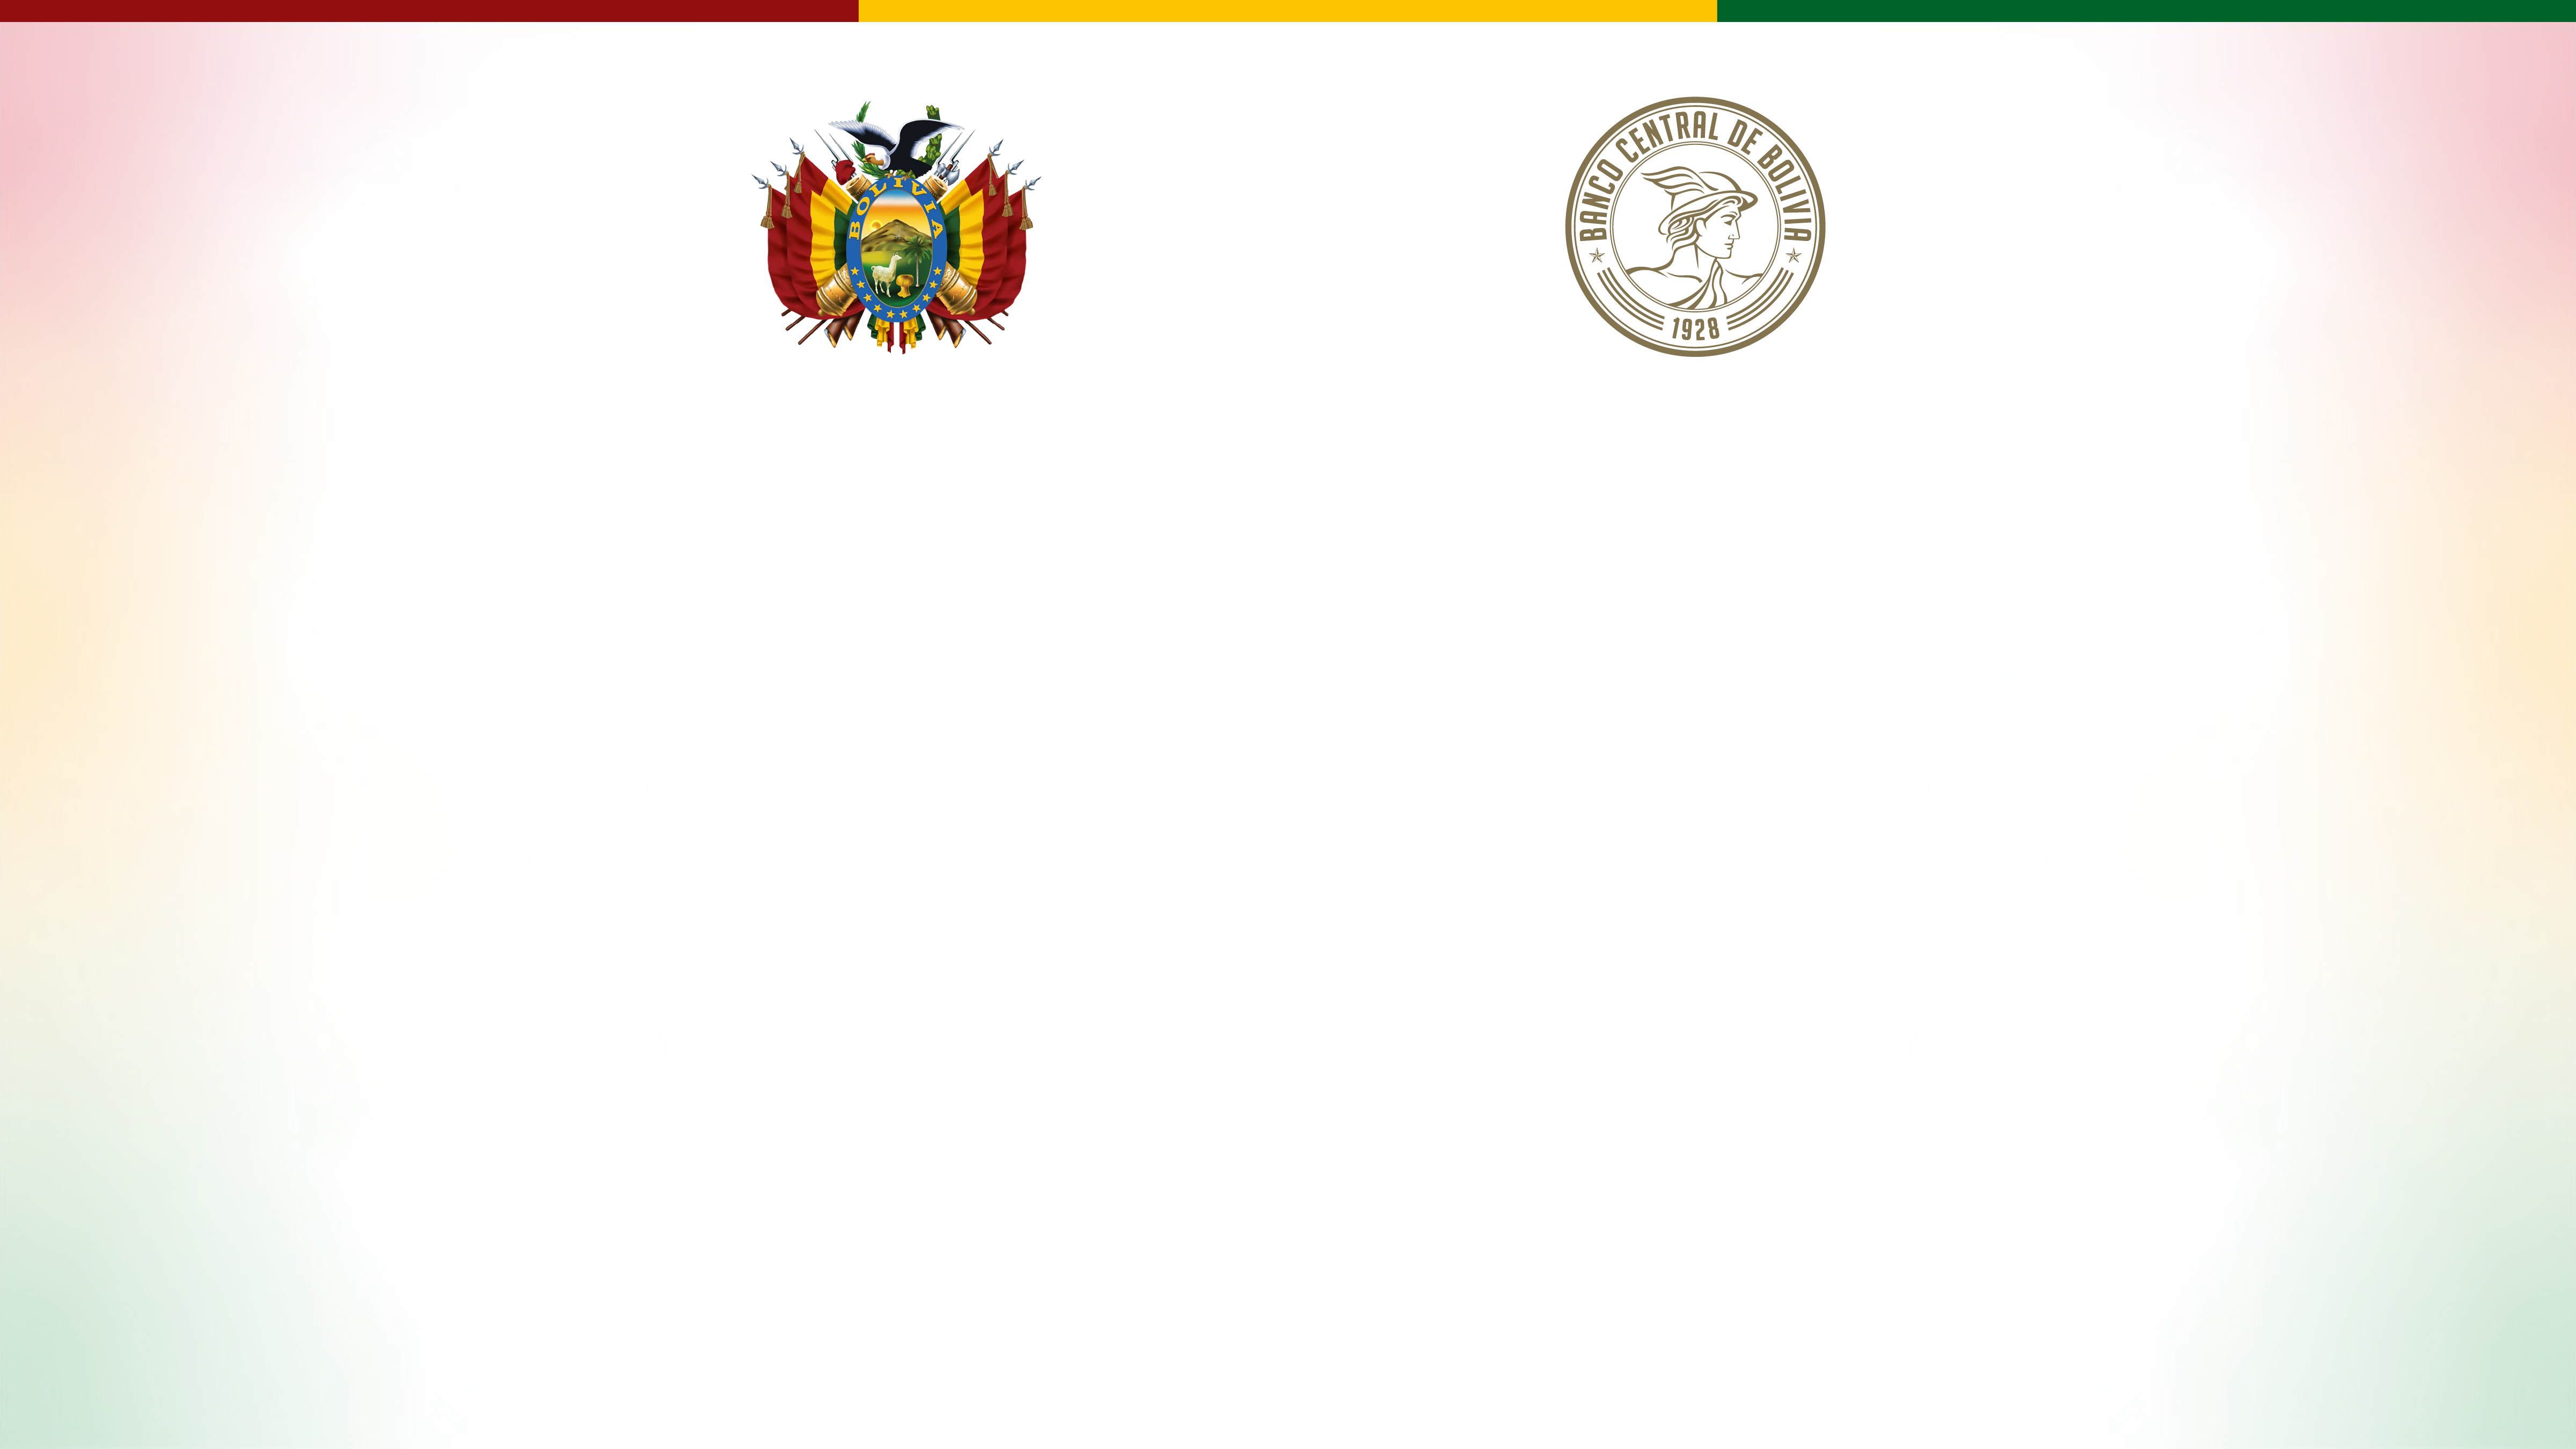 BOLIVIA
BANCO CENTRAL DE BOLIVIA
1928